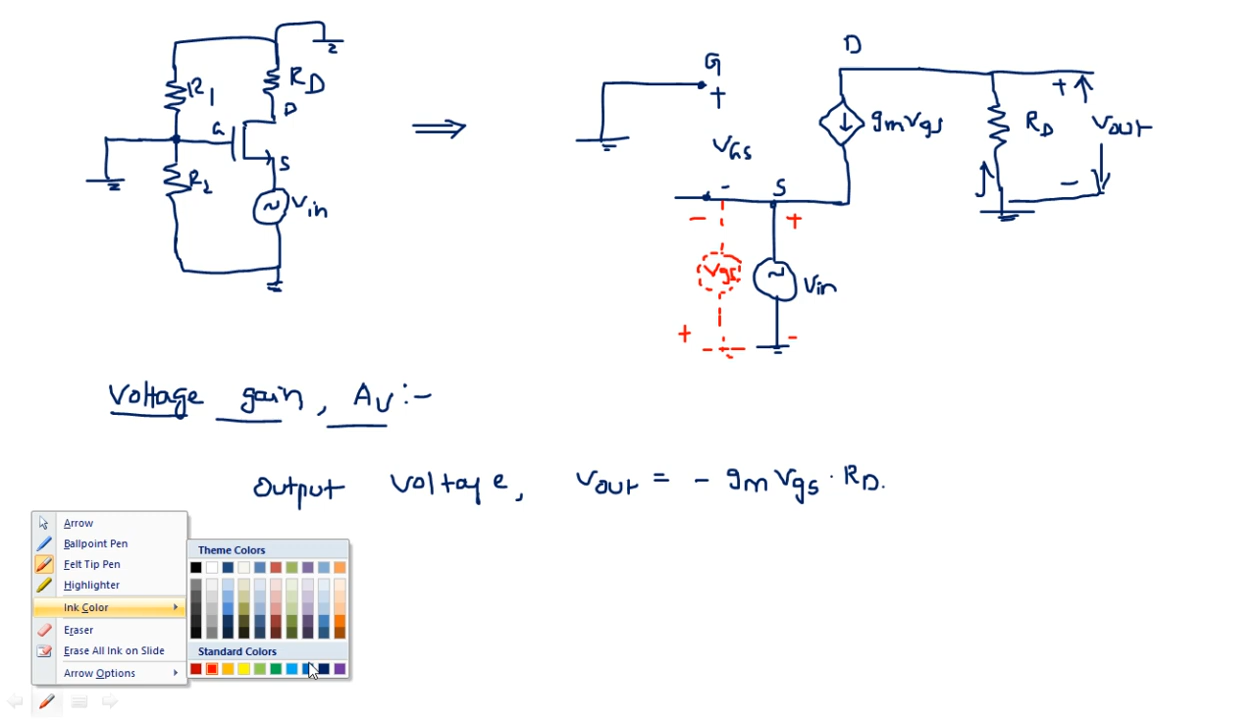 R1
RD
D
G
S
R2
Vin
⇒
G
+
VGS
-
S
D
gmVgs
RD
+
Vout
-
-
+
Vgs
Vin
+
-
Voltage gain, Av:-
Output Voltage, Vout = - gmVgs · RD.
Arrow
Ballpoint Pen
Felt Tip Pen
Highlighter
Ink Color
Eraser
Erase All Ink on Slide
Arrow Options
Theme Colors
Standard Colors